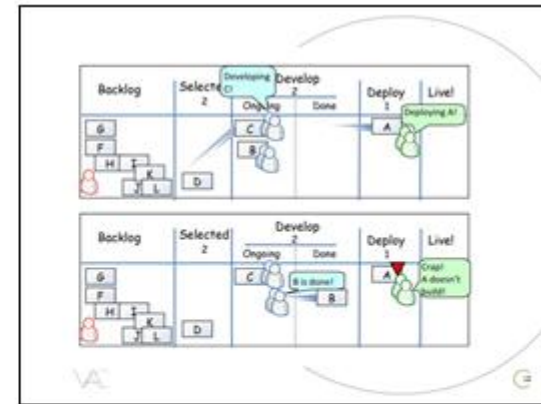 Backlog
Selected
2
Develop
2
Ongoing
Done
Deploy
1
Live!
Developing
C!
Deploying A!
G
F
H
I
K
J
L
D
C
B
A
Backlog
Selected
2
Develop
2
Ongoing
Done
Deploy
1
Live!
G
F
H
I
K
J
L
D
C
B is done!
B
A
Crap!
A doesn't
build!